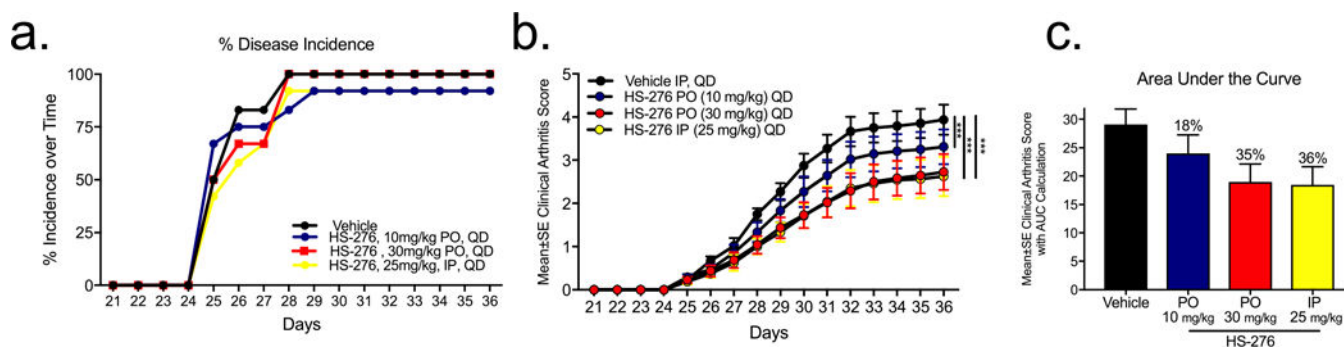 a.
% Disease Incidence
% Incidence over Time
100
75
50
25
0
Vehicle
HS-276, 10mg/kg PO, QD
HS-276 , 30mg/kg PO, QD
HS-276, 25mg/kg, IP, QD
21 22 23 24 25 26 27 28 29 30 31 32 33 34 35 36
Days
b.
Mean±SE Clinical Arthritis Score
5
4
3
2
1
0
Vehicle IP, QD
HS-276 PO (10 mg/kg) QD
HS-276 PO (30 mg/kg) QD
HS-276 IP (25 mg/kg) QD
***
***
***
21 22 23 24 25 26 27 28 29 30 31 32 33 34 35 36
Days
c.
Area Under the Curve
Mean±SE Clinical Arthritis Score
with AUC Calculation
30
25
20
15
10
5
0
18%
35%
36%
Vehicle PO PO IP
10 mg/kg 30 mg/kg 25 mg/kg
HS-276